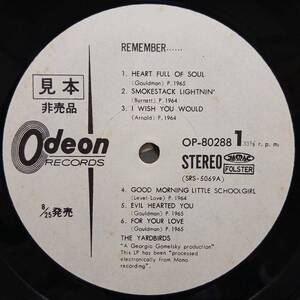 REMEMBER......
見本
非売品
Odeon
RECORDS
8/25発売
1. HEART FULL OF SOUL
(Gouldman) P. 1965
2. SMOKESTACK LIGHTNIN'
(Burnett) P. 1964
3. I WISH YOU WOULD
(Arnold) P. 1964
OP-80288 1 33⅓ r. p. m.
STEREO
(SRS-5069A)
FOLSTER
4. GOOD MORNING LITTLE SCHOOLGIRL
(Level-Love) P. 1964
5. EVIL HEARTED YOU
(Gouldman) P. 1965
6. FOR YOUR LOVE
(Gouldman) P. 1965
THE YARDBIRDS
"A Georgio Gomelsky production"
This LP has been "processed
electronically from Mono
recording".